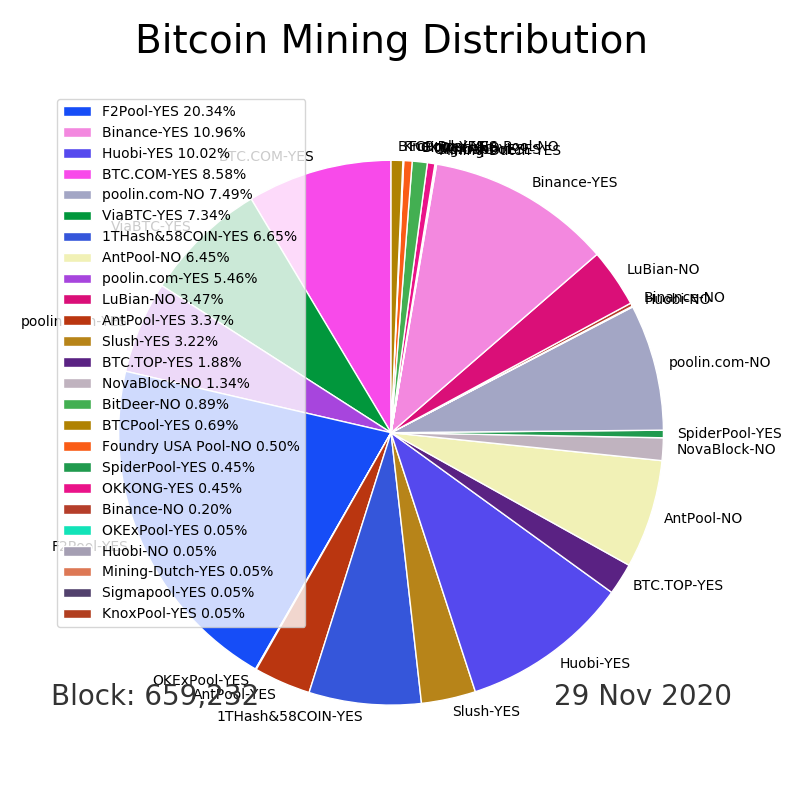 Bitcoin Mining Distribution
F2Pool-YES 20.34%
Binance-YES 10.96%
Huobi-YES 10.02%
BTC.COM-YES 8.58%
poolin.com-NO 7.49%
ViaBTC-YES 7.34%
1THash&58COIN-YES 6.65%
AntPool-NO 6.45%
poolin.com-YES 5.46%
LuBian-NO 3.47%
AntPool-YES 3.37%
Slush-YES 3.22%
BTC.TOP-YES 1.88%
NovaBlock-NO 1.34%
BitDeer-NO 0.89%
BTCPool-YES 0.69%
Foundry USA Pool-NO 0.50%
SpiderPool-YES 0.45%
OKKONG-YES 0.45%
Binance-NO 0.20%
OKExPool-YES 0.05%
Huobi-NO 0.05%
Mining-Dutch-YES 0.05%
Sigmapool-YES 0.05%
KnoxPool-YES 0.05%
BTC.COM-YES
ViaBTC-YES
F2Pool-YES
OKExPool-YES
AntPool-YES
1THash&58COIN-YES
Slush-YES
Huobi-YES
BTC.TOP-YES
AntPool-NO
NovaBlock-NO
SpiderPool-YES
poolin.com-NO
Huobi-NO
Binance-NO
LuBian-NO
Binance-YES
Block: 659,232
29 Nov 2020